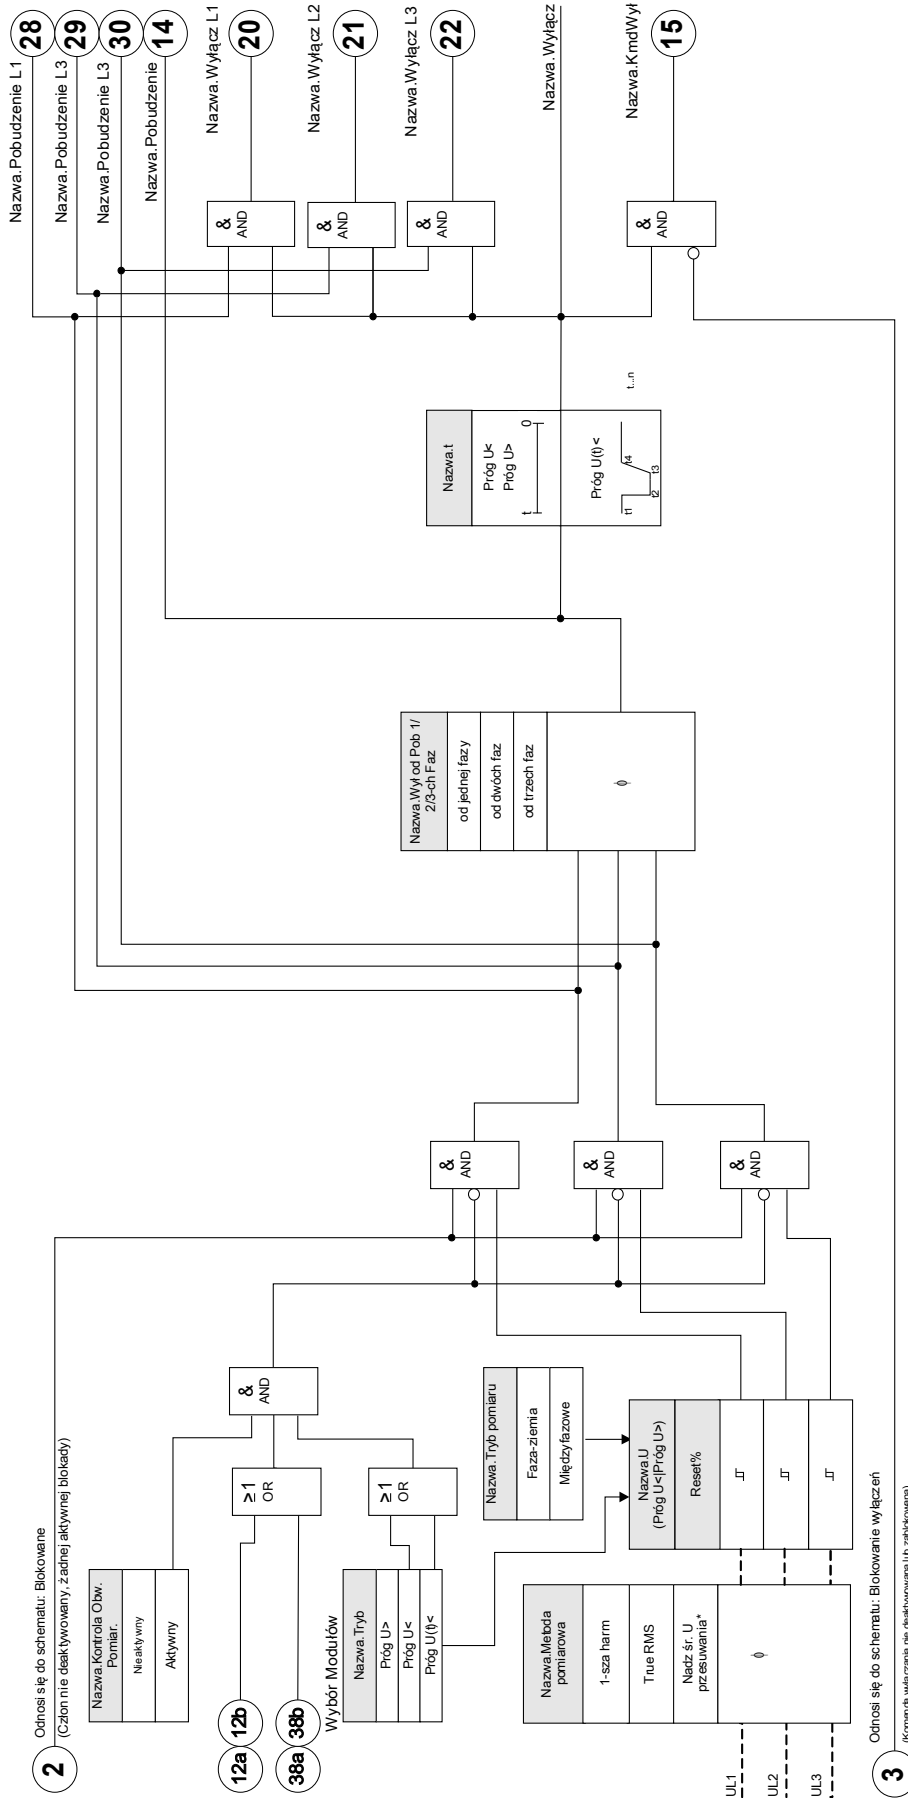 2
Odnosi się do schematu: Blokowane
(Człon nie deaktywowany, żadnej aktywnej blokady)
Nazwa.Kontrola Obw.
Pomiar.
Nieaktywny
Aktywny
12a
12b
38a
38b
Wybór Modułów
Nazwa.Tryb
Próg U>
Próg U<
Próg U(t)<
≥1
OR
≥1
OR
&
AND
Nazwa.Tryb pomiaru
Faza-ziemia
Międzyfazowe
Nazwa.Metoda
pomiarowa
1-sza harm
True RMS
Nadz śr. U
przesuwania*
ϕ
UL1
UL2
UL3
Nazwa.U
(Próg U<|Próg U>)
Reset%
&
AND
&
AND
&
AND
Nazwa.Wył od Pob 1/
2/3-ch Faz
od jednej fazy
od dwóch faz
od trzech faz
ϕ
Nazwa.t
Próg U<
Próg U>
t
0
Próg U(t)<
t1
t2
t3
t4
t...n
&
AND
&
AND
&
AND
&
AND
Nazwa.Pobudzenie L1
28
Nazwa.Pobudzenie L3
29
Nazwa.Pobudzenie L3
30
Nazwa.Pobudzenie
14
Nazwa.Wyłącz L1
20
Nazwa.Wyłącz L2
21
Nazwa.Wyłącz L3
22
Nazwa.Wyłącz
Nazwa.KmdWył
15
3
Odnosi się do schematu: Blokowanie wyłączeń
(Komenda włączania nie deaktywowana lub zablokowana)